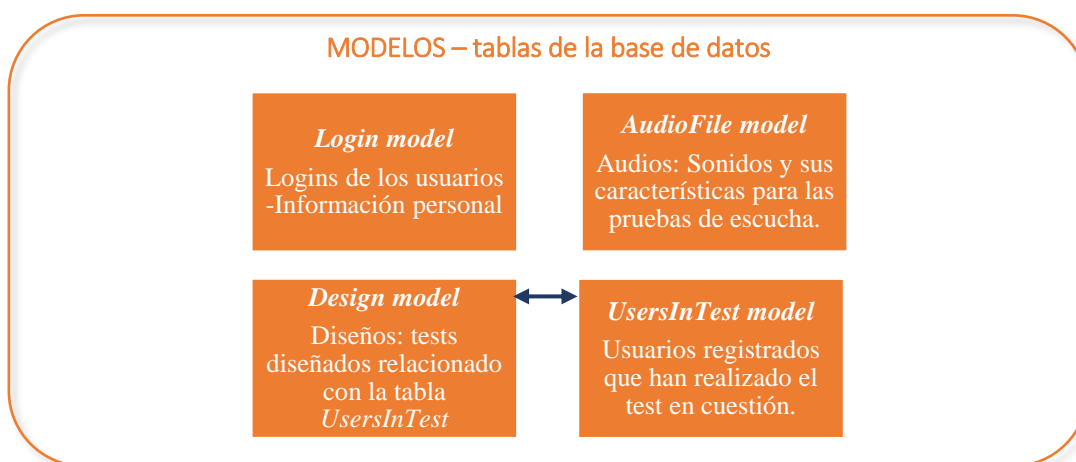 MODELOS – tablas de la base de datos
Login model
Logins de los usuarios
-Información personal
AudioFile model
Audios: Sonidos y sus
características para las
pruebas de escucha.
Design model
Diseños: tests
diseñados relacionado
con la tabla
UsersInTest
UsersInTest model
Usuarios registrados
que han realizado el
test en cuestión.